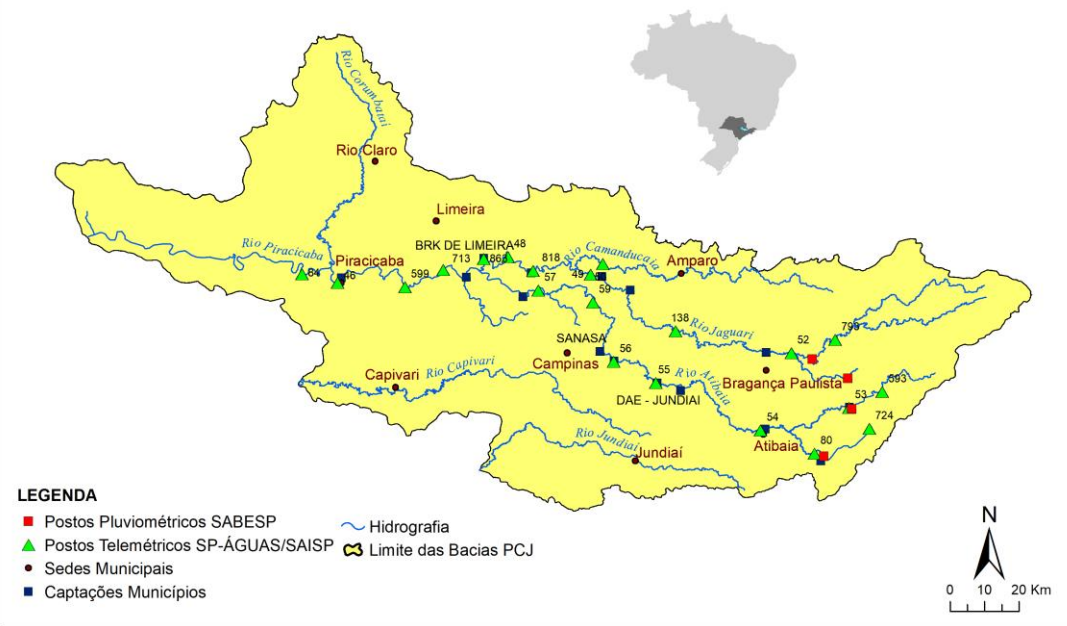 Rio Corumbataí
Rio Claro
Limeira
Rio Piracicaba
Piracicaba
BRK DE LIMEIRA
48
Rio Camanducaia
Amparo
64
46
599
713
866
818
57
49
59
138
Rio Jaguari
52
799
SANASA
Campinas
56
Bragança Paulista
Capivari
Rio Capivari
55
Rio Atibaia
DAE - JUNDIAI
593
53
724
54
Atibaia
80
Rio Jundiaí
Jundiaí
LEGENDA
Postos Pluviométricos SABESP
Postos Telemétricos SP-ÁGUAS/SAISP
Sedes Municipais
Captações Municípios
Hidrografia
Limite das Bacias PCJ
N
0 10 20 Km